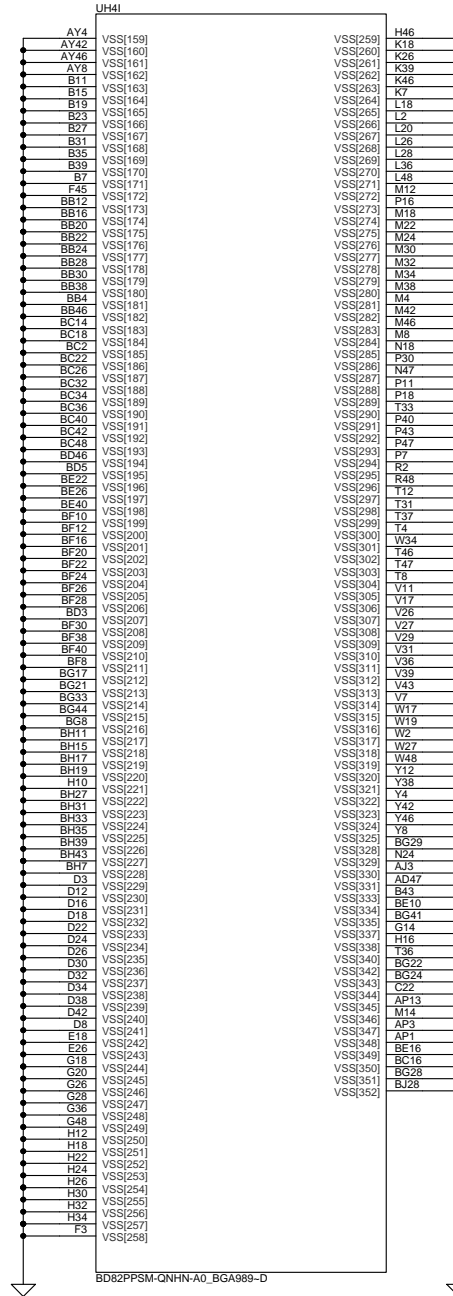 UH4I
AY4 VSS[159] VSS[259] H46
AY42 VSS[160] VSS[260] K18
AY46 VSS[161] VSS[261] K26
AY8 VSS[162] VSS[262] K39
B11 VSS[163] VSS[263] K46
B15 VSS[164] VSS[264] K7
B19 VSS[165] VSS[265] L18
B23 VSS[166] VSS[266] L2
B27 VSS[167] VSS[267] L20
B31 VSS[168] VSS[268] L26
B35 VSS[169] VSS[269] L28
B39 VSS[170] VSS[270] L36
B7 VSS[171] VSS[271] L48
F45 VSS[172] VSS[272] M12
BB12 VSS[173] VSS[273] P16
BB16 VSS[174] VSS[274] M18
BB20 VSS[175] VSS[275] M22
BB22 VSS[176] VSS[276] M24
BB24 VSS[177] VSS[277] M30
BB28 VSS[178] VSS[278] M32
BB30 VSS[179] VSS[279] M34
BB38 VSS[180] VSS[280] M38
BB4 VSS[181] VSS[281] M4
BB46 VSS[182] VSS[282] M42
BC14 VSS[183] VSS[283] M46
BC18 VSS[184] VSS[284] M8
BC2 VSS[185] VSS[285] N18
BC22 VSS[186] VSS[286] P30
BC26 VSS[187] VSS[287] N47
BC32 VSS[188] VSS[288] P11
BC34 VSS[189] VSS[289] P18
BC36 VSS[190] VSS[290] T33
BC40 VSS[191] VSS[291] P40
BC42 VSS[192] VSS[292] P43
BC48 VSS[193] VSS[293] P47
BD46 VSS[194] VSS[294] P7
BD5 VSS[195] VSS[295] R2
BE22 VSS[196] VSS[296] R48
BE26 VSS[197] VSS[297] T12
BE40 VSS[198] VSS[298] T31
BF10 VSS[199] VSS[299] T37
BF12 VSS[200] VSS[300] T4
BF16 VSS[201] VSS[301] W34
BF20 VSS[202] VSS[302] T46
BF22 VSS[203] VSS[303] T47
BF24 VSS[204] VSS[304] T8
BF26 VSS[205] VSS[305] V11
BF28 VSS[206] VSS[306] V17
BD3 VSS[207] VSS[307] V26
BF30 VSS[208] VSS[308] V27
BF38 VSS[209] VSS[309] V29
BF40 VSS[210] VSS[310] V31
BF8 VSS[211] VSS[311] V36
BG17 VSS[212] VSS[312] V39
BG21 VSS[213] VSS[313] V43
BG33 VSS[214] VSS[314] V7
BG44 VSS[215] VSS[315] W17
BG8 VSS[216] VSS[316] W19
BH11 VSS[217] VSS[317] W2
BH15 VSS[218] VSS[318] W27
BH17 VSS[219] VSS[319] W48
BH19 VSS[220] VSS[320] Y12
H10 VSS[221] VSS[321] Y38
BH27 VSS[222] VSS[322] Y4
BH31 VSS[223] VSS[323] Y42
BH33 VSS[224] VSS[324] Y46
BH35 VSS[225] VSS[325] Y8
BH39 VSS[226] VSS[328] BG29
BH43 VSS[227] VSS[329] N24
BH7 VSS[228] VSS[330] AJ3
D3 VSS[229] VSS[331] AD47
D12 VSS[230] VSS[333] B43
D16 VSS[231] VSS[334] BE10
D18 VSS[232] VSS[335] BG41
D22 VSS[233] VSS[337] G14
D24 VSS[234] VSS[338] H16
D26 VSS[235] VSS[340] T36
D30 VSS[236] VSS[342] BG22
D32 VSS[237] VSS[343] BG24
D34 VSS[238] VSS[344] C22
D38 VSS[239] VSS[345] AP13
D42 VSS[240] VSS[346] M14
D8 VSS[241] VSS[347] AP3
E18 VSS[242] VSS[348] AP1
E26 VSS[243] VSS[349] BE16
G18 VSS[244] VSS[350] BC16
G20 VSS[245] VSS[351] BG28
G26 VSS[246] VSS[352] BJ28
G28 VSS[247]
G36 VSS[248]
G48 VSS[249]
H12 VSS[250]
H18 VSS[251]
H22 VSS[252]
H24 VSS[253]
H26 VSS[254]
H30 VSS[255]
H32 VSS[256]
H34 VSS[257]
F3 VSS[258]
BD82PPSM-QNHN-A0_BGA989~D